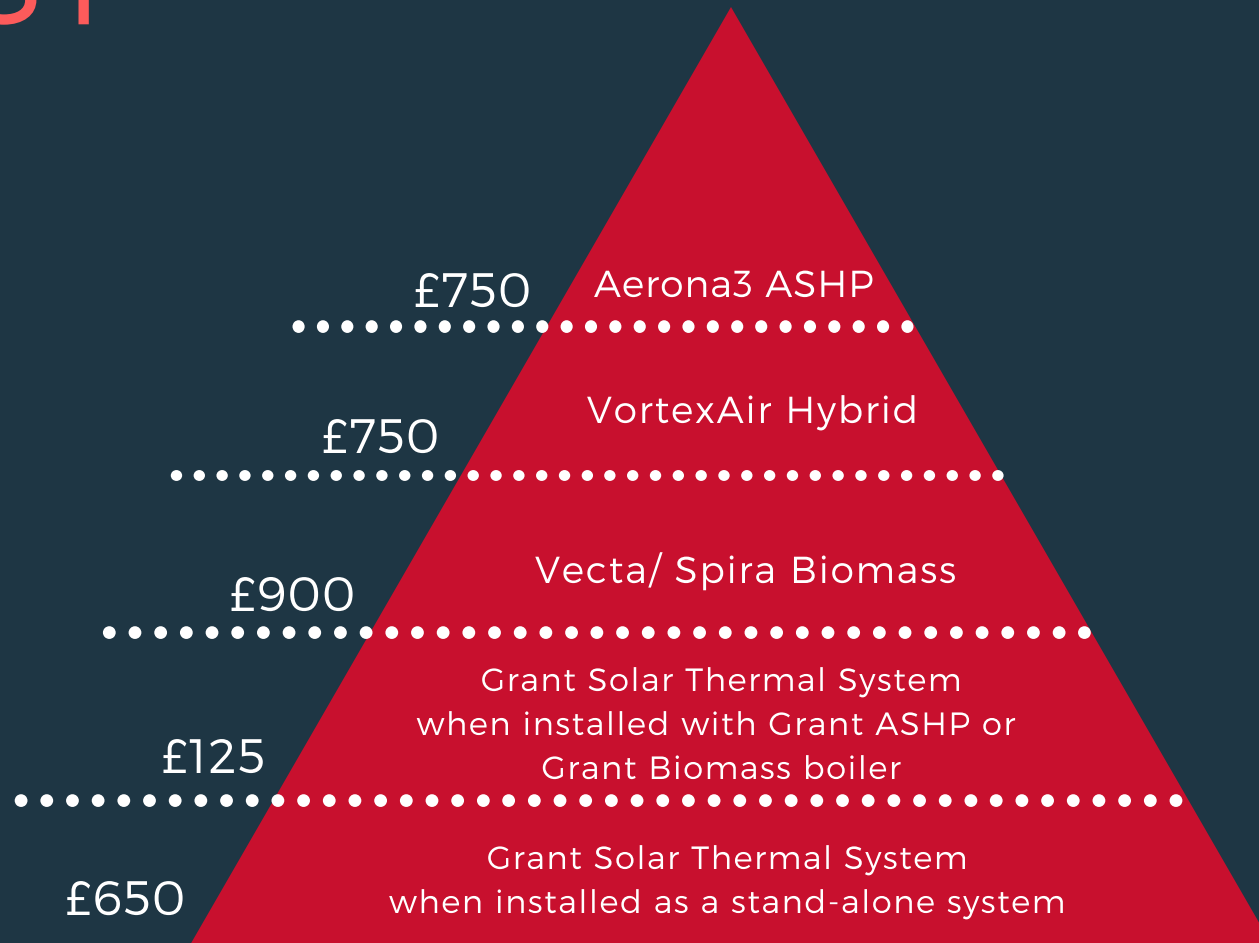 £750 Aerona3 ASHP
£750 VortexAir Hybrid
£900 Vecta/ Spira Biomass
Grant Solar Thermal System
when installed with Grant ASHP or
£125 Grant Biomass boiler
Grant Solar Thermal System
£650 when installed as a stand-alone system